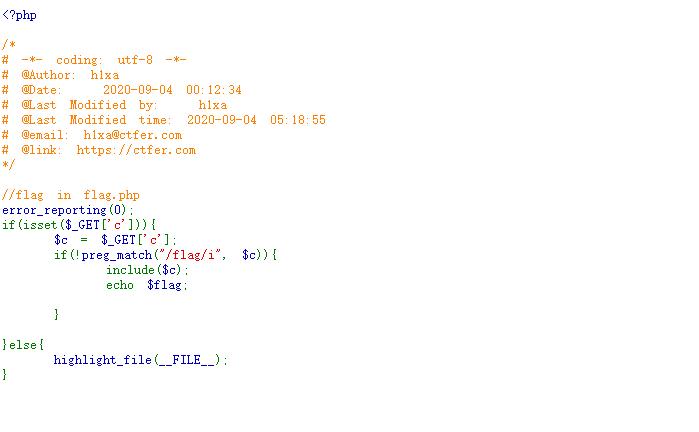 <?php
/*
# -*- coding: utf-8 -*-
# @Author: h1xa
# @Date:   2020-09-04 00:12:34
# @Last Modified by:   h1xa
# @Last Modified time: 2020-09-04 05:18:55
# @email: h1xa@ctfer.com
# @link: https://ctfer.com
*/
//flag in flag.php
error_reporting(0);
if(isset($_GET['c'])){
    $c = $_GET['c'];
    if(!preg_match("/flag/i", $c)){
        include($c);
        echo $flag;
    }
}else{
    highlight_file(__FILE__);
}